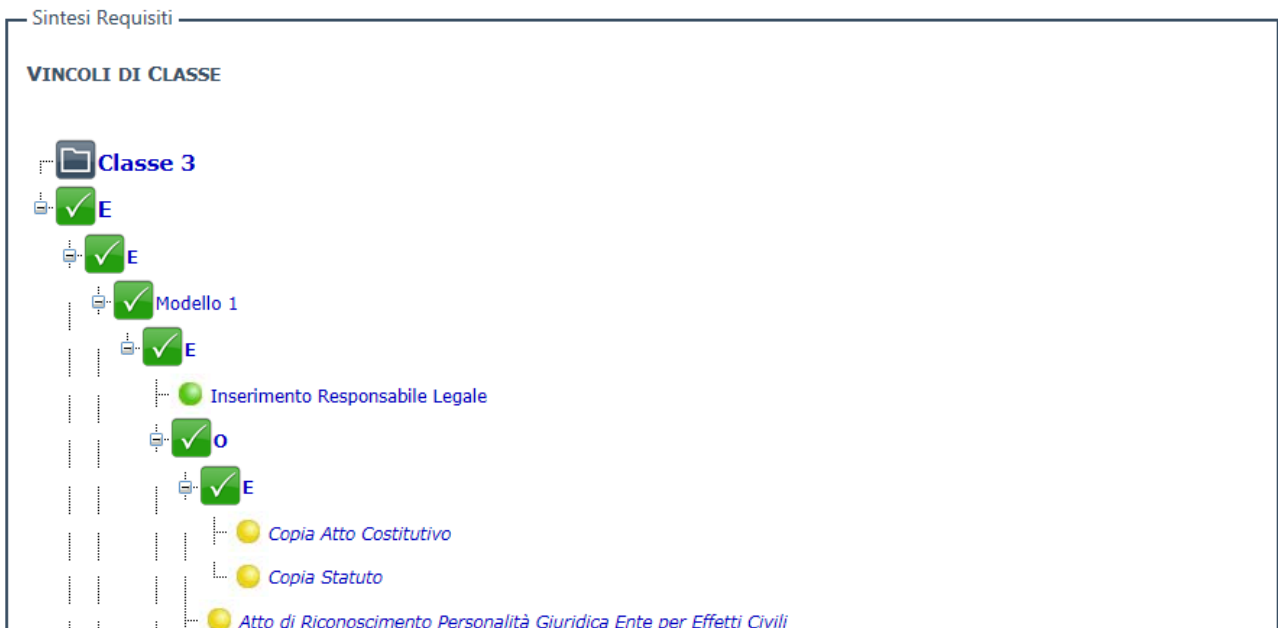 Sintesi Requisiti
VINCOLI DI CLASSE
Classe 3
E
E
Modello 1
E
Inserimento Responsabile Legale
O
E
Copia Atto Costitutivo
Copia Statuto
Atto di Riconoscimento Personalità Giuridica Ente per Effetti Civili